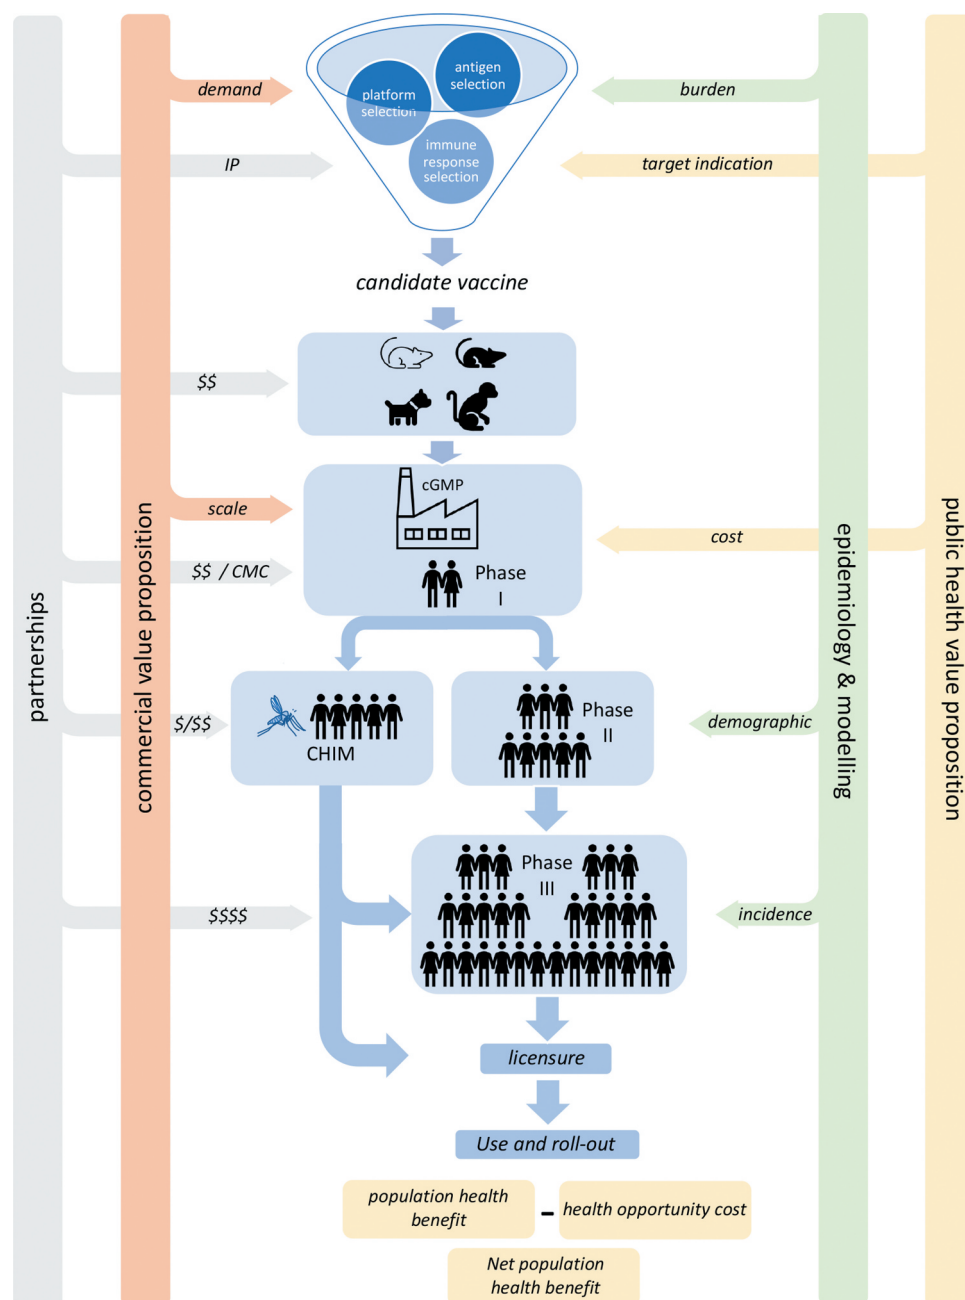 antigen
selection
platform
selection
immune
response
selection
demand
burden
IP
target indication
candidate vaccine
$$
cGMP
scale
cost
$$ / CMC
Phase
I
$/$$
CHIM
Phase
II
demographic
Phase
III
$$$$
incidence
licensure
Use and roll-out
population health
benefit
-
health opportunity cost
Net population
health benefit
partnerships
commercial value proposition
epidemiology & modelling
public health value proposition